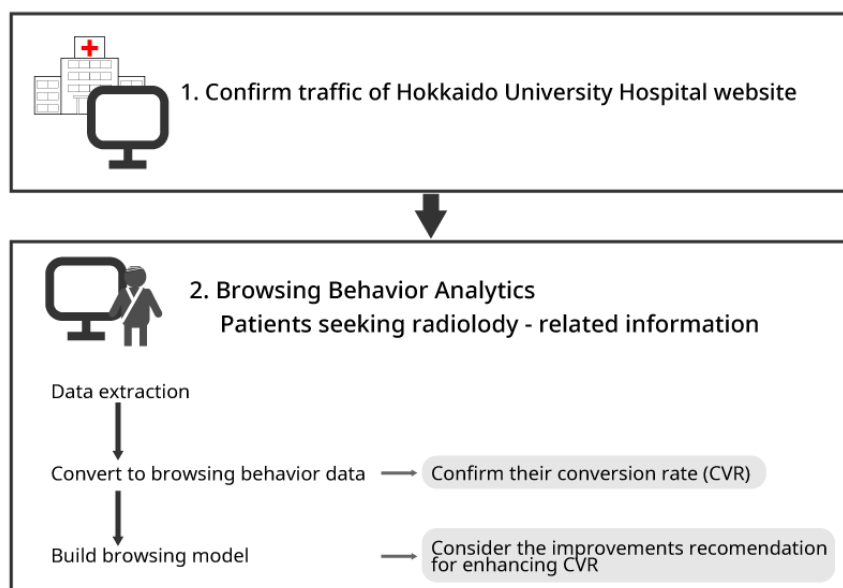 1. Confirm traffic of Hokkaido University Hospital website
2. Browsing Behavior Analytics
Patients seeking radiolody - related information
Data extraction
Convert to browsing behavior data
Confirm their conversion rate (CVR)
Build browsing model
Consider the improvements recomendation
for enhancing CVR